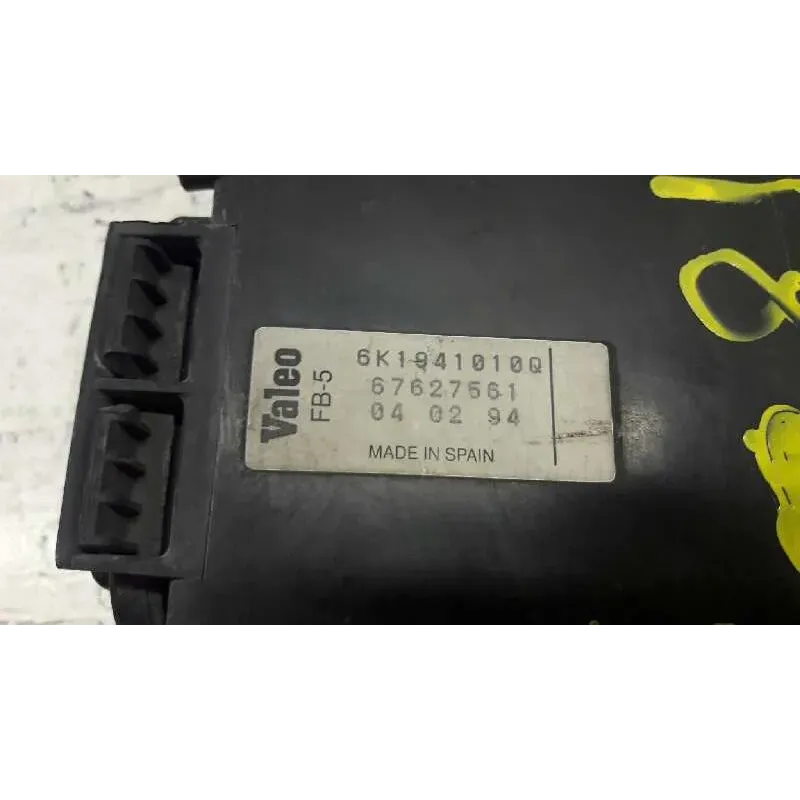 Valeo
FB-5
6K1941010Q
67627561
04 02 94
MADE IN SPAIN